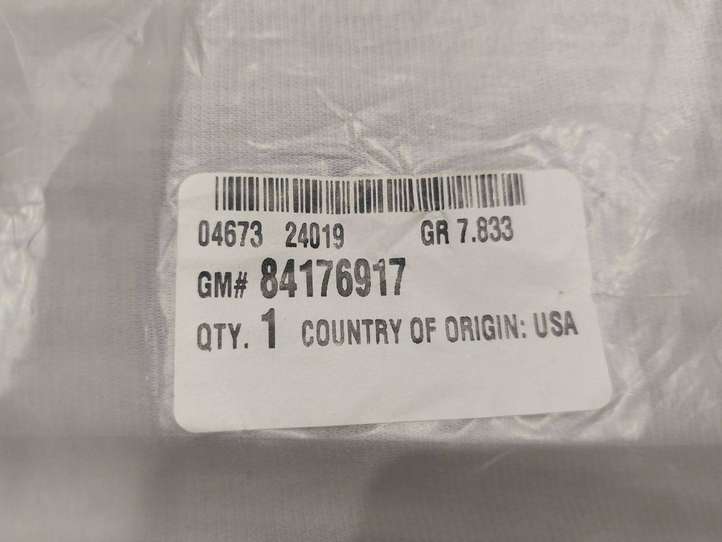 04673 24019 GR 7.833
GM# 84176917
QTY. 1 COUNTRY OF ORIGIN: USA